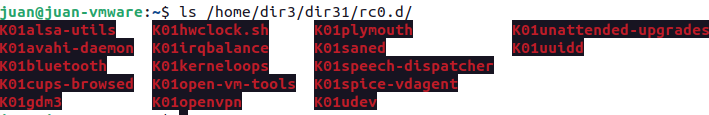 juan@juan-vmware:~$ ls /home/dir3/dir31/rc0.d/
K01alsa-utils K01hwclock.sh K01plymouth K01unattended-upgrades
K01avahi-daemon K01irqbalance K01saned K01uuidd
K01bluetooth K01kerneloops K01speech-dispatcher
K01cups-browsed K01open-vm-tools K01spice-vdagent
K01gdm3 K01openvpn K01udev